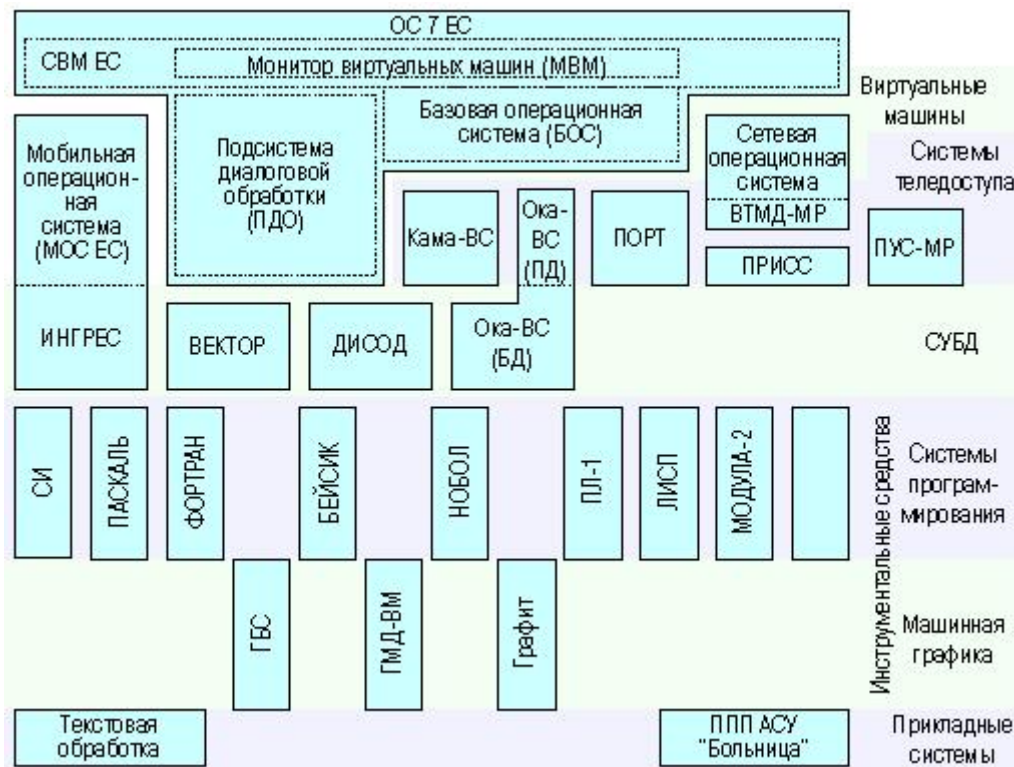 ОС 7 ЕС
СВМ ЕС
Монитор виртуальных машин (МВМ)
Виртуальные
машины
Мобильная
операцион-
ная
система
(МОС ЕС)
Подсистема
диалоговой
обработки
(ПДО)
Базовая операционная
система (БОС)
Сетевая
операционная
система
ВТМД-МР
Системы
теледоступа
Кама-ВС
Ока-
ВС
(ПД)
ПОРТ
ПРИСС
ПУС-МР
ИНГРЕС
ВЕКТОР
ДИСОД
Ока-ВС
(БД)
СУБД
СИ
ПАСКАЛЬ
ФОРТРАН
БЕЙСИК
НОБОЛ
ПЛ-1
ЛИСП
МОДУЛА-2
Инструментальные средства
Системы
програм-
мирования
ГБС
ГМД-ВМ
Графит
Машинная
графика
Текстовая
обработка
ППП АСУ
"Больница"
Прикладные
системы